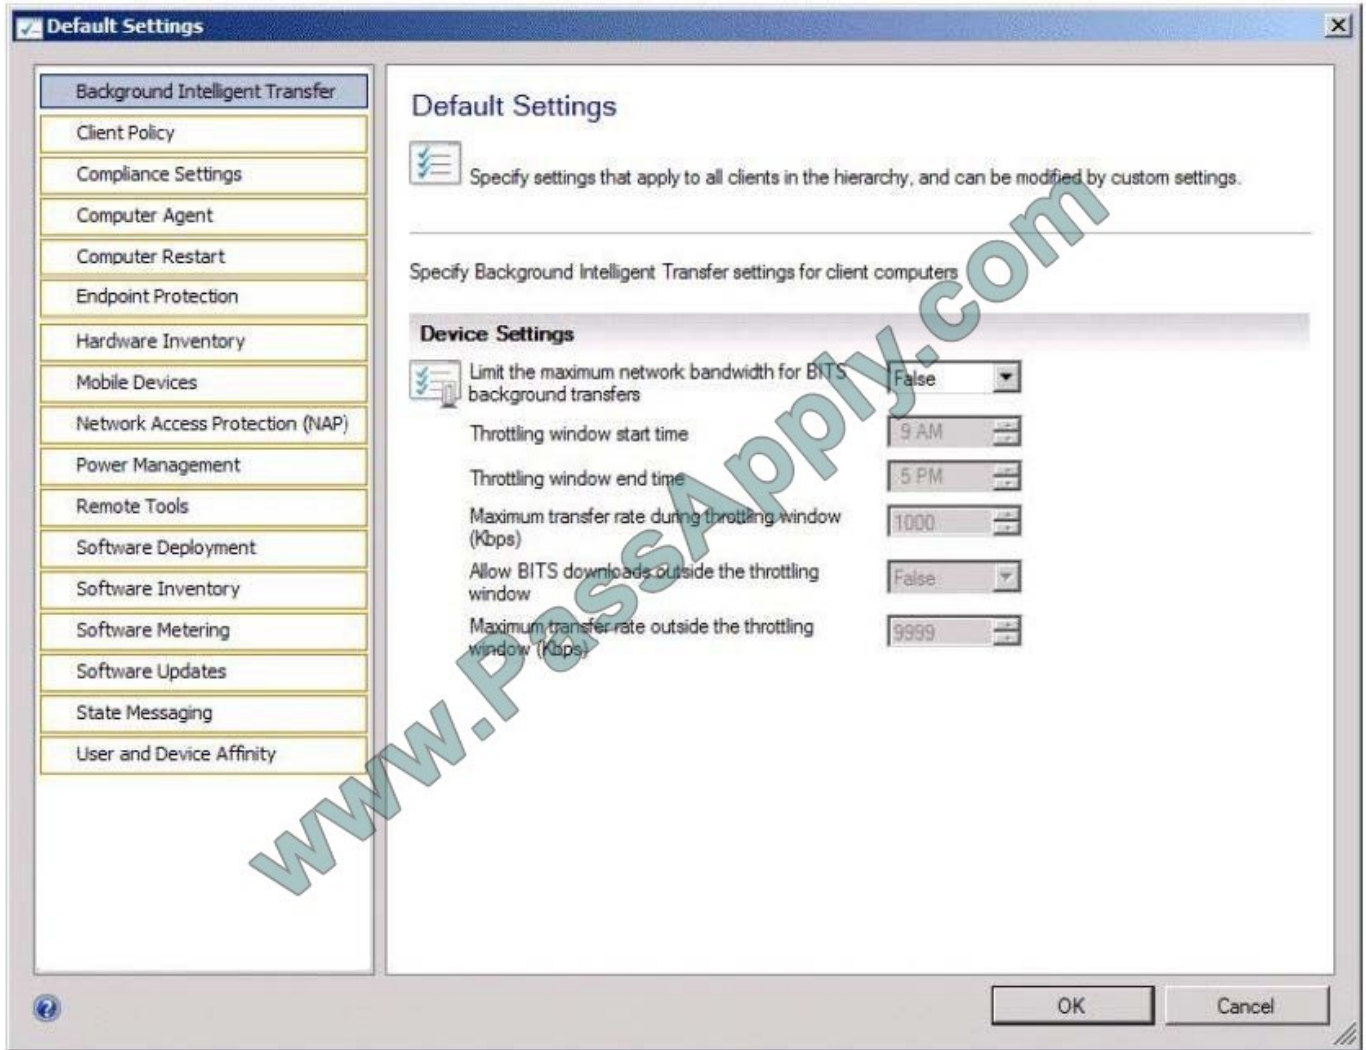 Default Settings
Background Intelligent Transfer
Client Policy
Compliance Settings
Computer Agent
Computer Restart
Endpoint Protection
Hardware Inventory
Mobile Devices
Network Access Protection (NAP)
Power Management
Remote Tools
Software Deployment
Software Inventory
Software Metering
Software Updates
State Messaging
User and Device Affinity
Default Settings
Specify settings that apply to all clients in the hierarchy, and can be modified by custom settings.
Specify Background Intelligent Transfer settings for client computers
Device Settings
Limit the maximum network bandwidth for BITS
background transfers
False
Throttling window start time
9 AM
Throttling window end time
5 PM
Maximum transfer rate during throttling window
(Kbps)
1000
Allow BITS downloads outside the throttling
window
False
Maximum transfer rate outside the throttling
window (Kbps)
9999
www.PassApply.com
OK
Cancel